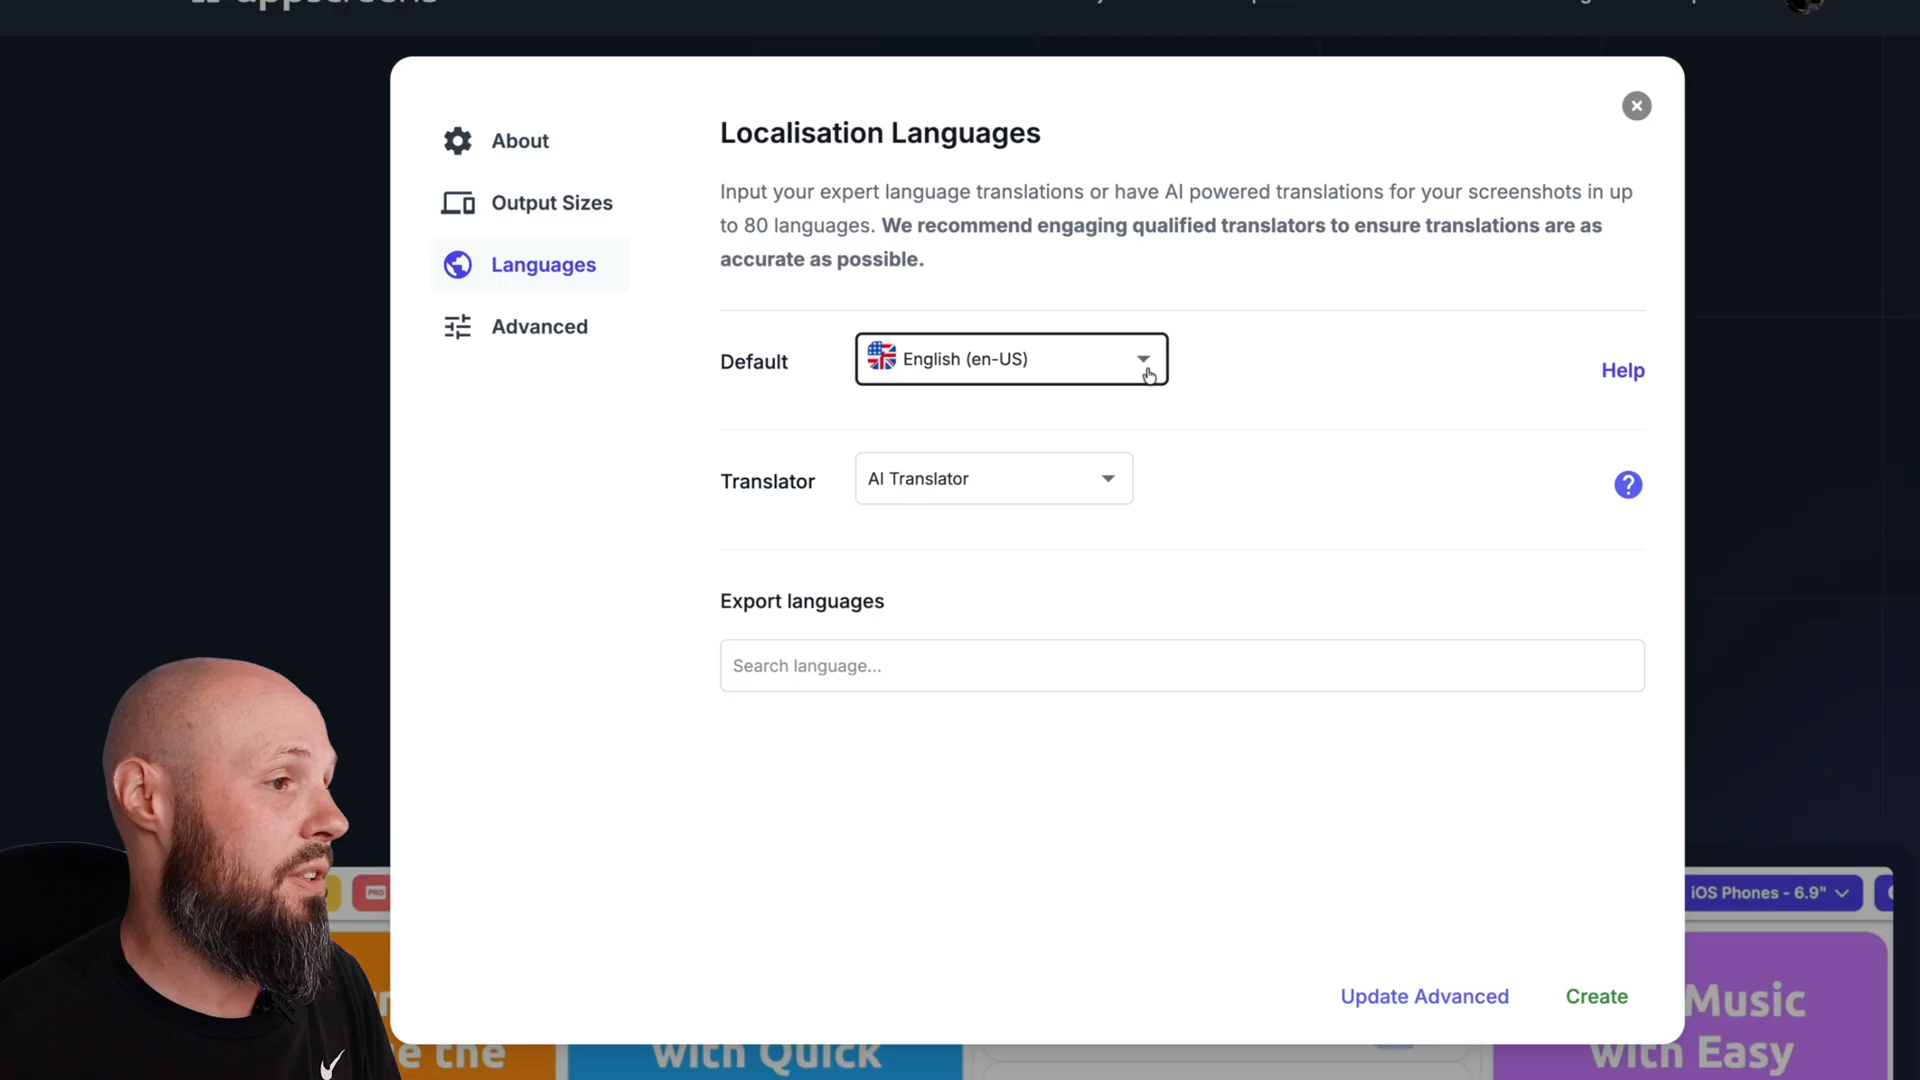 appscreens
About
Output Sizes
Languages
Advanced
Localisation Languages
Input your expert language translations or have AI powered translations for your screenshots in up
to 80 languages. We recommend engaging qualified translators to ensure translations are as
accurate as possible.
Default
English (en-US)
Help
Translator
AI Translator
?
Export languages
Search language...
Update Advanced
Create
PRO
iOS Phones - 6.9"
e the
with Quick
Music
with Easy